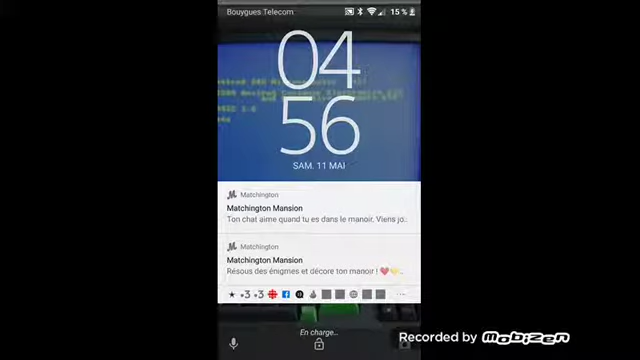 Bouygues Telecom
15 %
04
56
SAM. 11 MAI
Matchington
Matchington Mansion
Ton chat aime quand tu es dans le manoir. Viens jo..
Matchington
Matchington Mansion
Résous des énigmes et décore ton manoir ! ❤️💛..
+3 +3
En charge...
Recorded by Mobizen